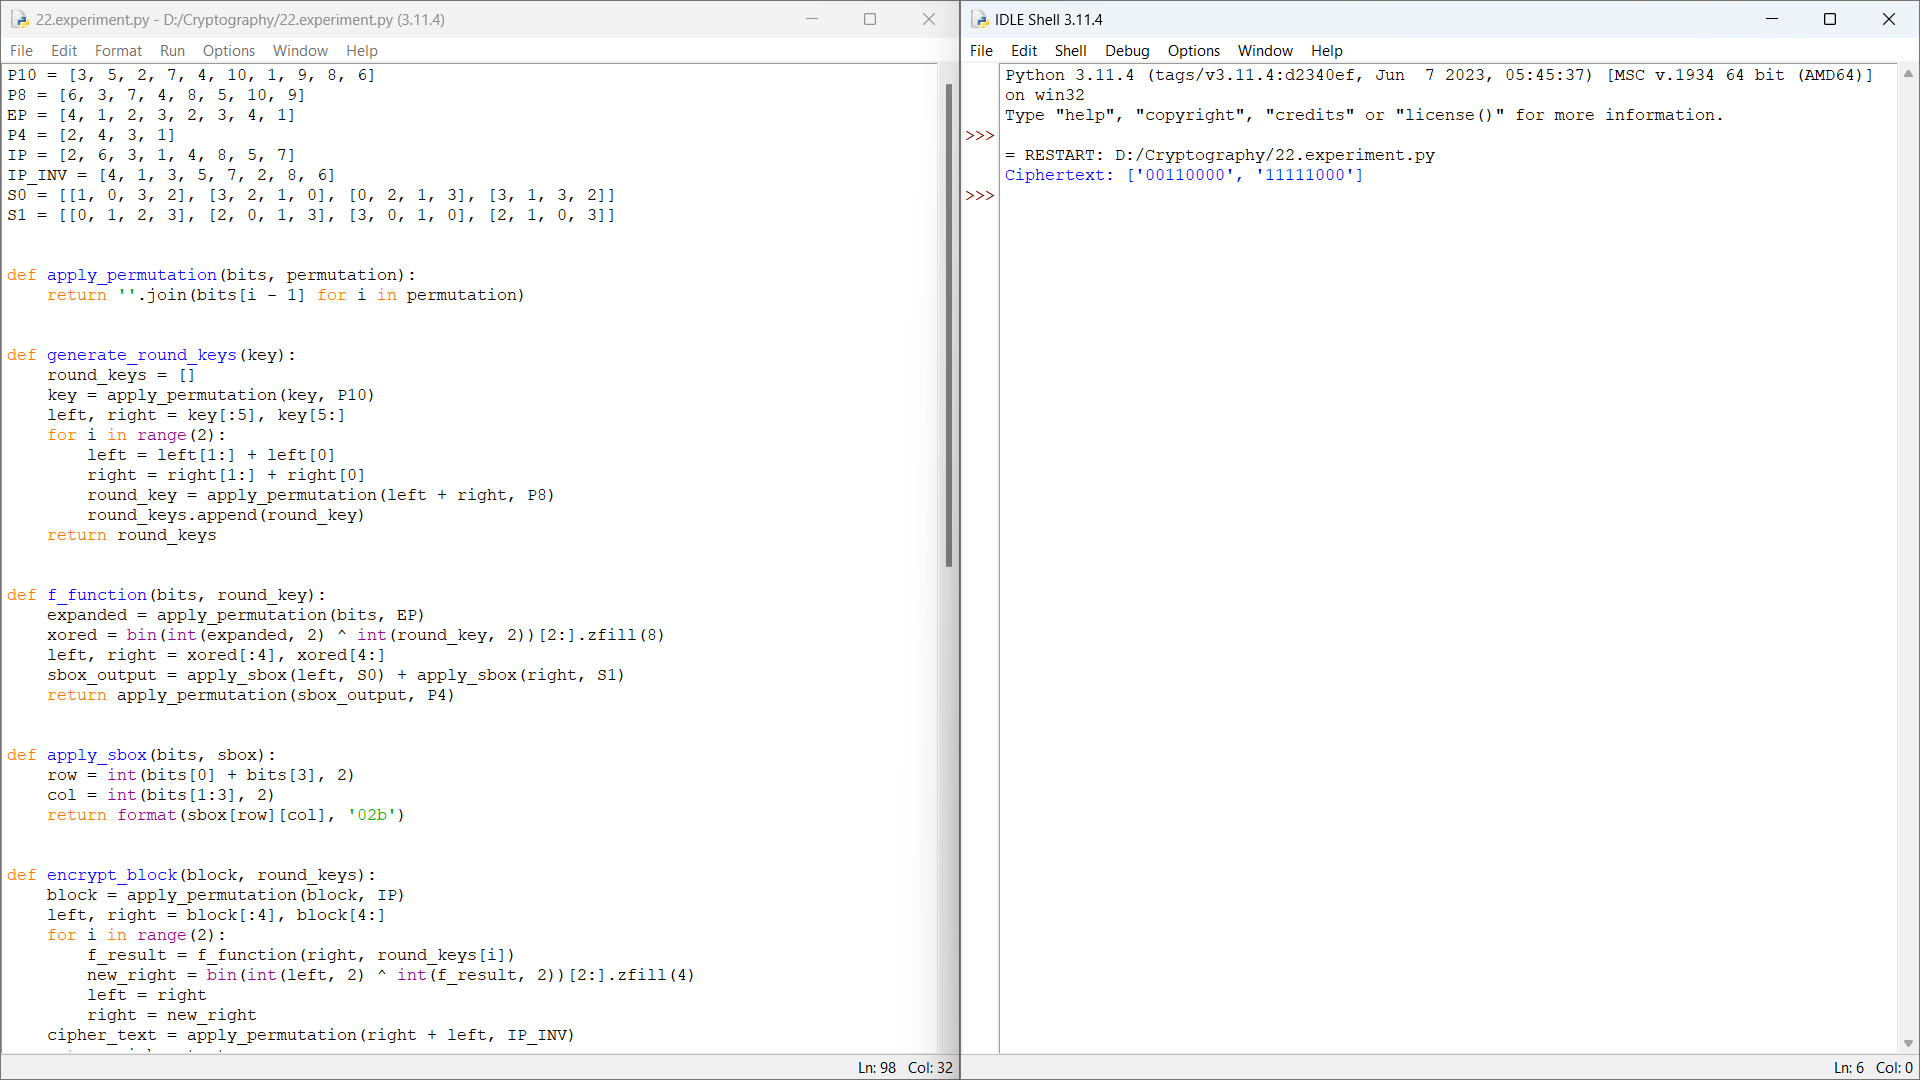 22.experiment.py - D:/Cryptography/22.experiment.py (3.11.4)
File Edit Format Run Options Window Help
P10 = [3, 5, 2, 7, 4, 10, 1, 9, 8, 6]
P8 = [6, 3, 7, 4, 8, 5, 10, 9]
EP = [4, 1, 2, 3, 2, 3, 4, 1]
P4 = [2, 4, 3, 1]
IP = [2, 6, 3, 1, 4, 8, 5, 7]
IP_INV = [4, 1, 3, 5, 7, 2, 8, 6]
S0 = [[1, 0, 3, 2], [3, 2, 1, 0], [0, 2, 1, 3], [3, 1, 3, 2]]
S1 = [[0, 1, 2, 3], [2, 0, 1, 3], [3, 0, 1, 0], [2, 1, 0, 3]]
def apply_permutation(bits, permutation):
    return ''.join(bits[i - 1] for i in permutation)
def generate_round_keys(key):
    round_keys = []
    key = apply_permutation(key, P10)
    left, right = key[:5], key[5:]
    for i in range(2):
        left = left[1:] + left[0]
        right = right[1:] + right[0]
        round_key = apply_permutation(left + right, P8)
        round_keys.append(round_key)
    return round_keys
def f_function(bits, round_key):
    expanded = apply_permutation(bits, EP)
    xored = bin(int(expanded, 2) ^ int(round_key, 2))[2:].zfill(8)
    left, right = xored[:4], xored[4:]
    sbox_output = apply_sbox(left, S0) + apply_sbox(right, S1)
    return apply_permutation(sbox_output, P4)
def apply_sbox(bits, sbox):
    row = int(bits[0] + bits[3], 2)
    col = int(bits[1:3], 2)
    return format(sbox[row][col], '02b')
def encrypt_block(block, round_keys):
    block = apply_permutation(block, IP)
    left, right = block[:4], block[4:]
    for i in range(2):
        f_result = f_function(right, round_keys[i])
        new_right = bin(int(left, 2) ^ int(f_result, 2))[2:].zfill(4)
        left = right
        right = new_right
    cipher_text = apply_permutation(right + left, IP_INV)
Ln: 98 Col: 32
IDLE Shell 3.11.4
File Edit Shell Debug Options Window Help
Python 3.11.4 (tags/v3.11.4:d2340ef, Jun  7 2023, 05:45:37) [MSC v.1934 64 bit (AMD64)]
on win32
Type "help", "copyright", "credits" or "license()" for more information.
>>>
= RESTART: D:/Cryptography/22.experiment.py
Ciphertext: ['00110000', '11111000']
>>>
Ln: 6 Col: 0